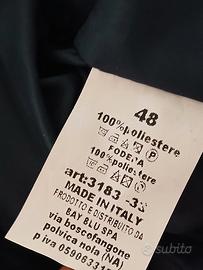 48
100%poliestere
FODERA
100%poliestere
art:3183 -33
MADE IN ITALY
PRODOTTO E DISTRIBUITO DA
BAY BLU SPA
via boscofangone
polvica nola (NA)
p iva 05906331
subito